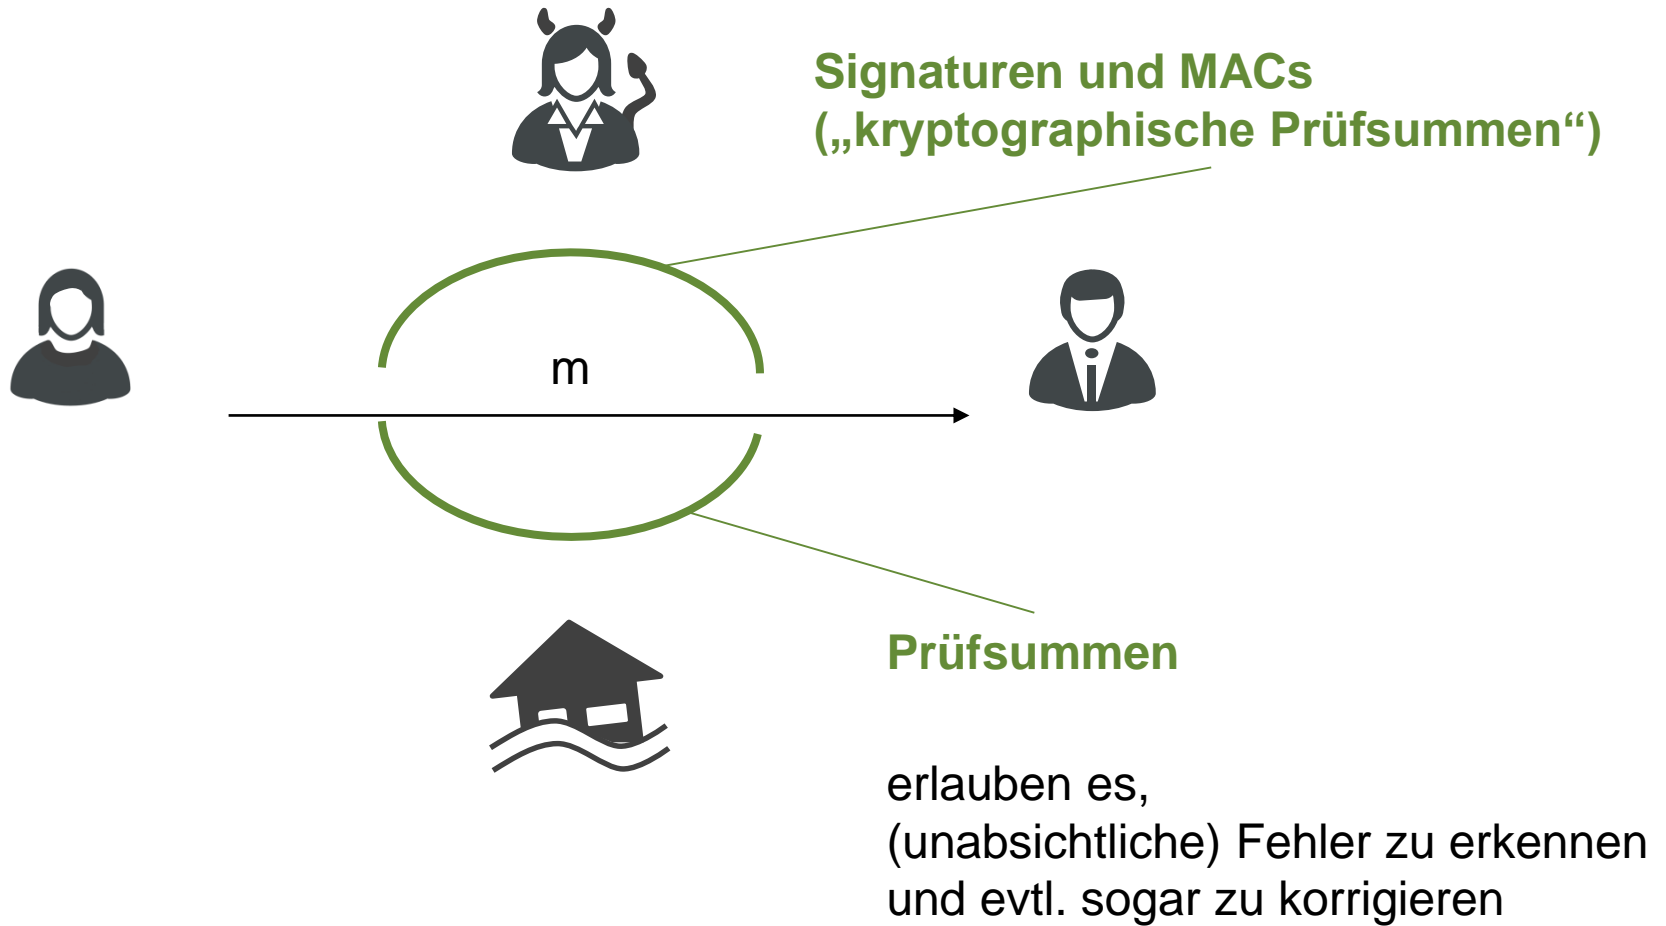 Signaturen und MACs
(„kryptographische Prüfsummen“)
m
Prüfsummen
erlauben es,
(unabsichtliche) Fehler zu erkennen
und evtl. sogar zu korrigieren